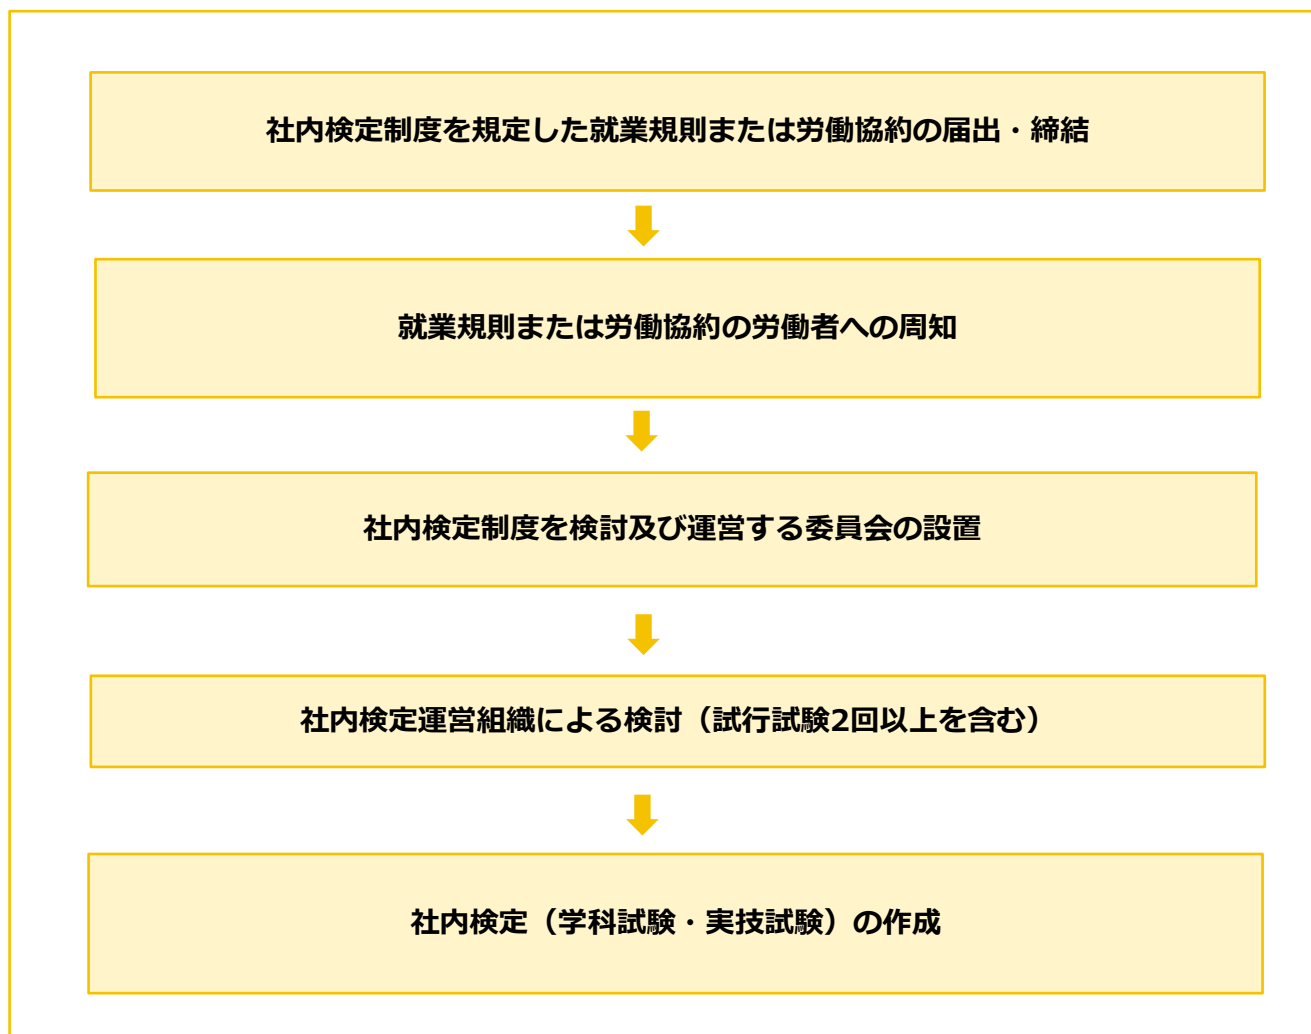 社内検定制度を規定した就業規則または労働協約の届出・締結
就業規則または労働協約の労働者への周知
社内検定制度を検討及び運営する委員会の設置
社内検定運営組織による検討（試行試験2回以上を含む）
社内検定（学科試験・実技試験）の作成